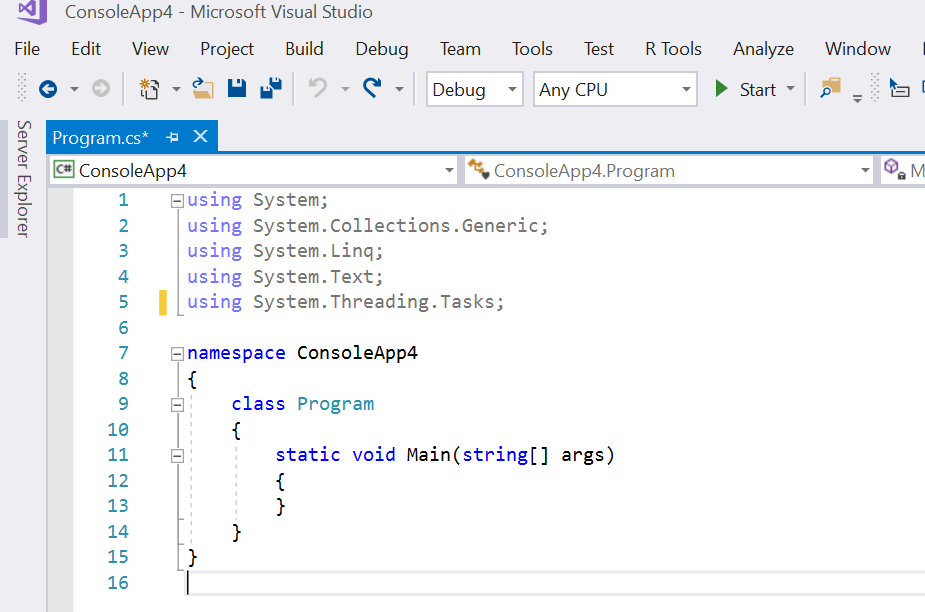 ConsoleApp4 - Microsoft Visual Studio
File Edit View Project Build Debug Team Tools Test R Tools Analyze Window
Debug Any CPU Start
Server Explorer
Program.cs*
C# ConsoleApp4 ConsoleApp4.Program M
1 using System;
2 using System.Collections.Generic;
3 using System.Linq;
4 using System.Text;
5 using System.Threading.Tasks;
6
7 namespace ConsoleApp4
8 {
9 class Program
10 {
11 static void Main(string[] args)
12 {
13 }
14 }
15 }
16